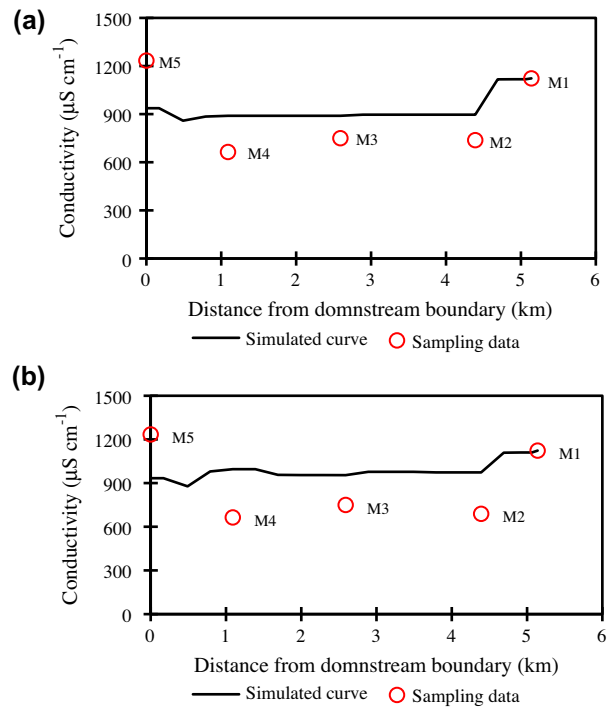 (a)
1500
1200
900
600
300
0
Conductivity (µS cm⁻¹)
M5
M4
M3
M2
M1
0 1 2 3 4 5 6
Distance from domnstream boundary (km)
Simulated curve Sampling data
(b)
1500
1200
900
600
300
0
Conductivity (µS cm⁻¹)
M5
M4
M3
M2
M1
0 1 2 3 4 5 6
Distance from domnstream boundary (km)
Simulated curve Sampling data